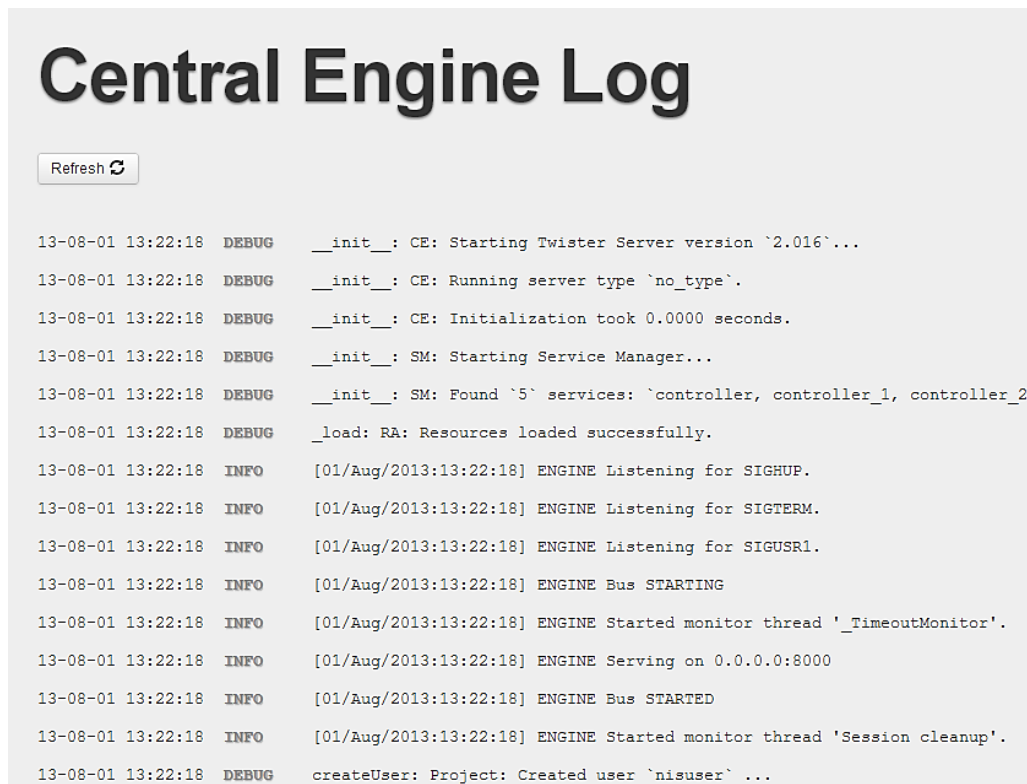 Central Engine Log
Refresh
13-08-01 13:22:18 DEBUG __init__: CE: Starting Twister Server version `2.016`...
13-08-01 13:22:18 DEBUG __init__: CE: Running server type `no_type`.
13-08-01 13:22:18 DEBUG __init__: CE: Initialization took 0.0000 seconds.
13-08-01 13:22:18 DEBUG __init__: SM: Starting Service Manager...
13-08-01 13:22:18 DEBUG __init__: SM: Found `5` services: `controller, controller_1, controller_2
13-08-01 13:22:18 DEBUG _load: RA: Resources loaded successfully.
13-08-01 13:22:18 INFO [01/Aug/2013:13:22:18] ENGINE Listening for SIGHUP.
13-08-01 13:22:18 INFO [01/Aug/2013:13:22:18] ENGINE Listening for SIGTERM.
13-08-01 13:22:18 INFO [01/Aug/2013:13:22:18] ENGINE Listening for SIGUSR1.
13-08-01 13:22:18 INFO [01/Aug/2013:13:22:18] ENGINE Bus STARTING
13-08-01 13:22:18 INFO [01/Aug/2013:13:22:18] ENGINE Started monitor thread '_TimeoutMonitor'.
13-08-01 13:22:18 INFO [01/Aug/2013:13:22:18] ENGINE Serving on 0.0.0.0:8000
13-08-01 13:22:18 INFO [01/Aug/2013:13:22:18] ENGINE Bus STARTED
13-08-01 13:22:18 INFO [01/Aug/2013:13:22:18] ENGINE Started monitor thread 'Session cleanup'.
13-08-01 13:22:18 DEBUG createUser: Project: Created user `nisuser` ...